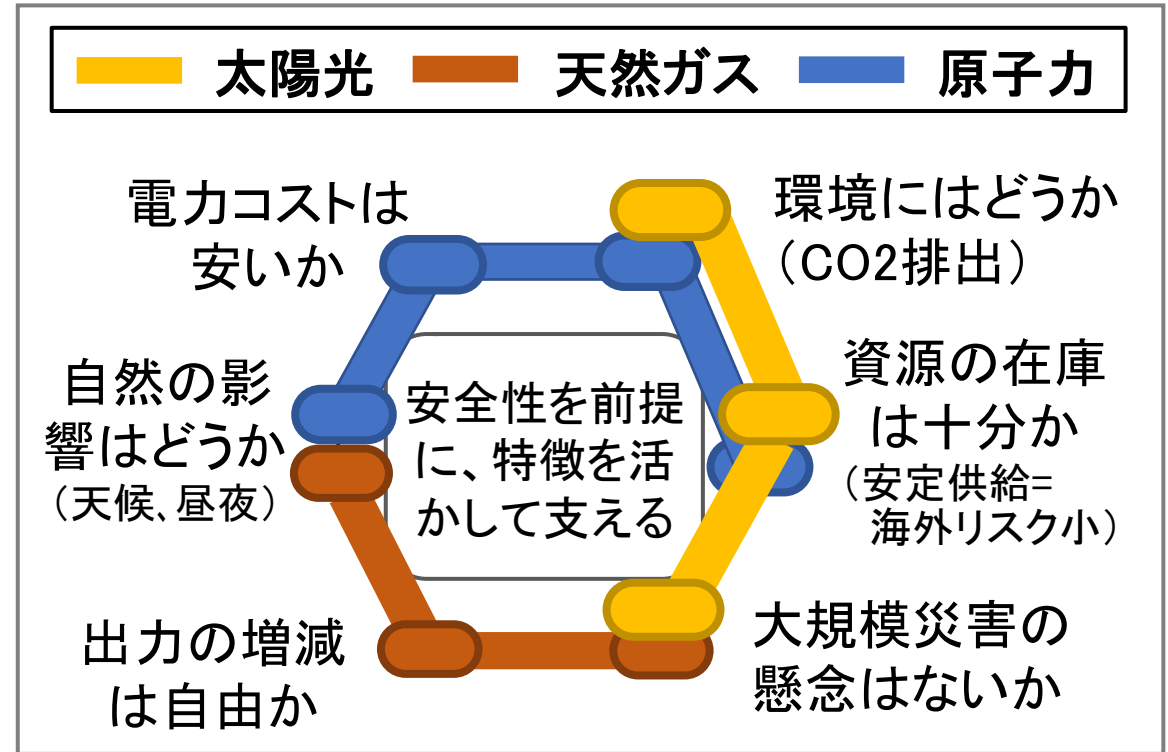 太陽光 天然ガス 原子力
電力コストは
安いか
環境にはどうか
（CO2排出）
自然の影
響はどうか
（天候、昼夜）
安全性を前提
に、特徴を活
かして支える
資源の在庫
は十分か
（安定供給=
海外リスク小）
出力の増減
は自由か
大規模災害の
懸念はないか